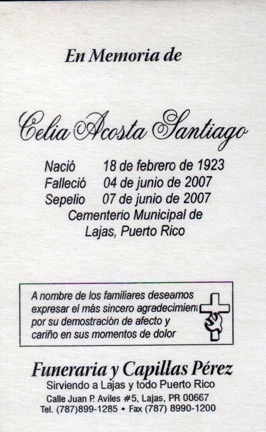 En Memoria de
Celia Acosta Santiago
Nació 18 de febrero de 1923
Falleció 04 de junio de 2007
Sepelio 07 de junio de 2007
Cementerio Municipal de
Lajas, Puerto Rico
A nombre de los familiares deseamos
expresar el más sincero agradecimien
por su demostración de afecto y
cariño en sus momentos de dolor
Funeraria y Capillas Pérez
Sirviendo a Lajas y todo Puerto Rico
Calle Juan P. Aviles #5, Lajas, PR 00667
Tel. (787)899-1285 • Fax (787) 8990-1200